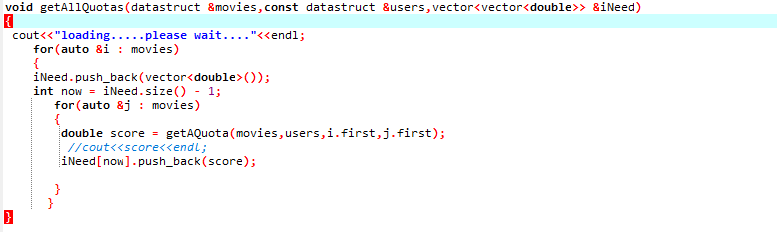 void getAllQuotas(datastruct &movies,const datastruct &users,vector<vector<double>> &iNeed)
{
cout<<"loading.....please wait...."<<endl;
for(auto &i : movies)
{
iNeed.push_back(vector<double>());
int now = iNeed.size() - 1;
for(auto &j : movies)
{
double score = getAQuota(movies,users,i.first,j.first);
//cout<<score<<endl;
iNeed[now].push_back(score);
}
}
}